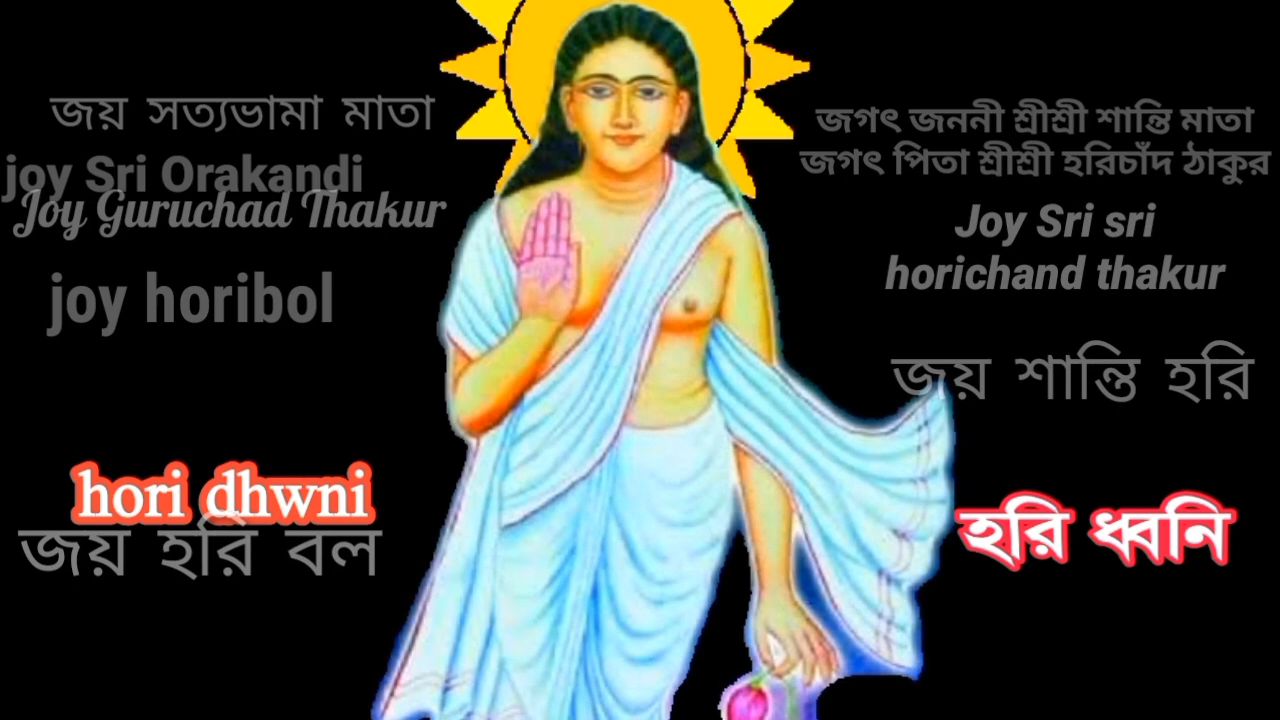 জয় সত্যভামা মাতা
joy Sri Orakandi
Joy Guruchad Thakur
joy horibol
hori dhwni
জয় হরি বল
জগৎ জননী শ্রীশ্রী শান্তি মাতা
জগৎ পিতা শ্রীশ্রী হরিচাঁদ ঠাকুর
Joy Sri sri
horichand thakur
জয় শান্তি হরি
হরি ধ্বনি